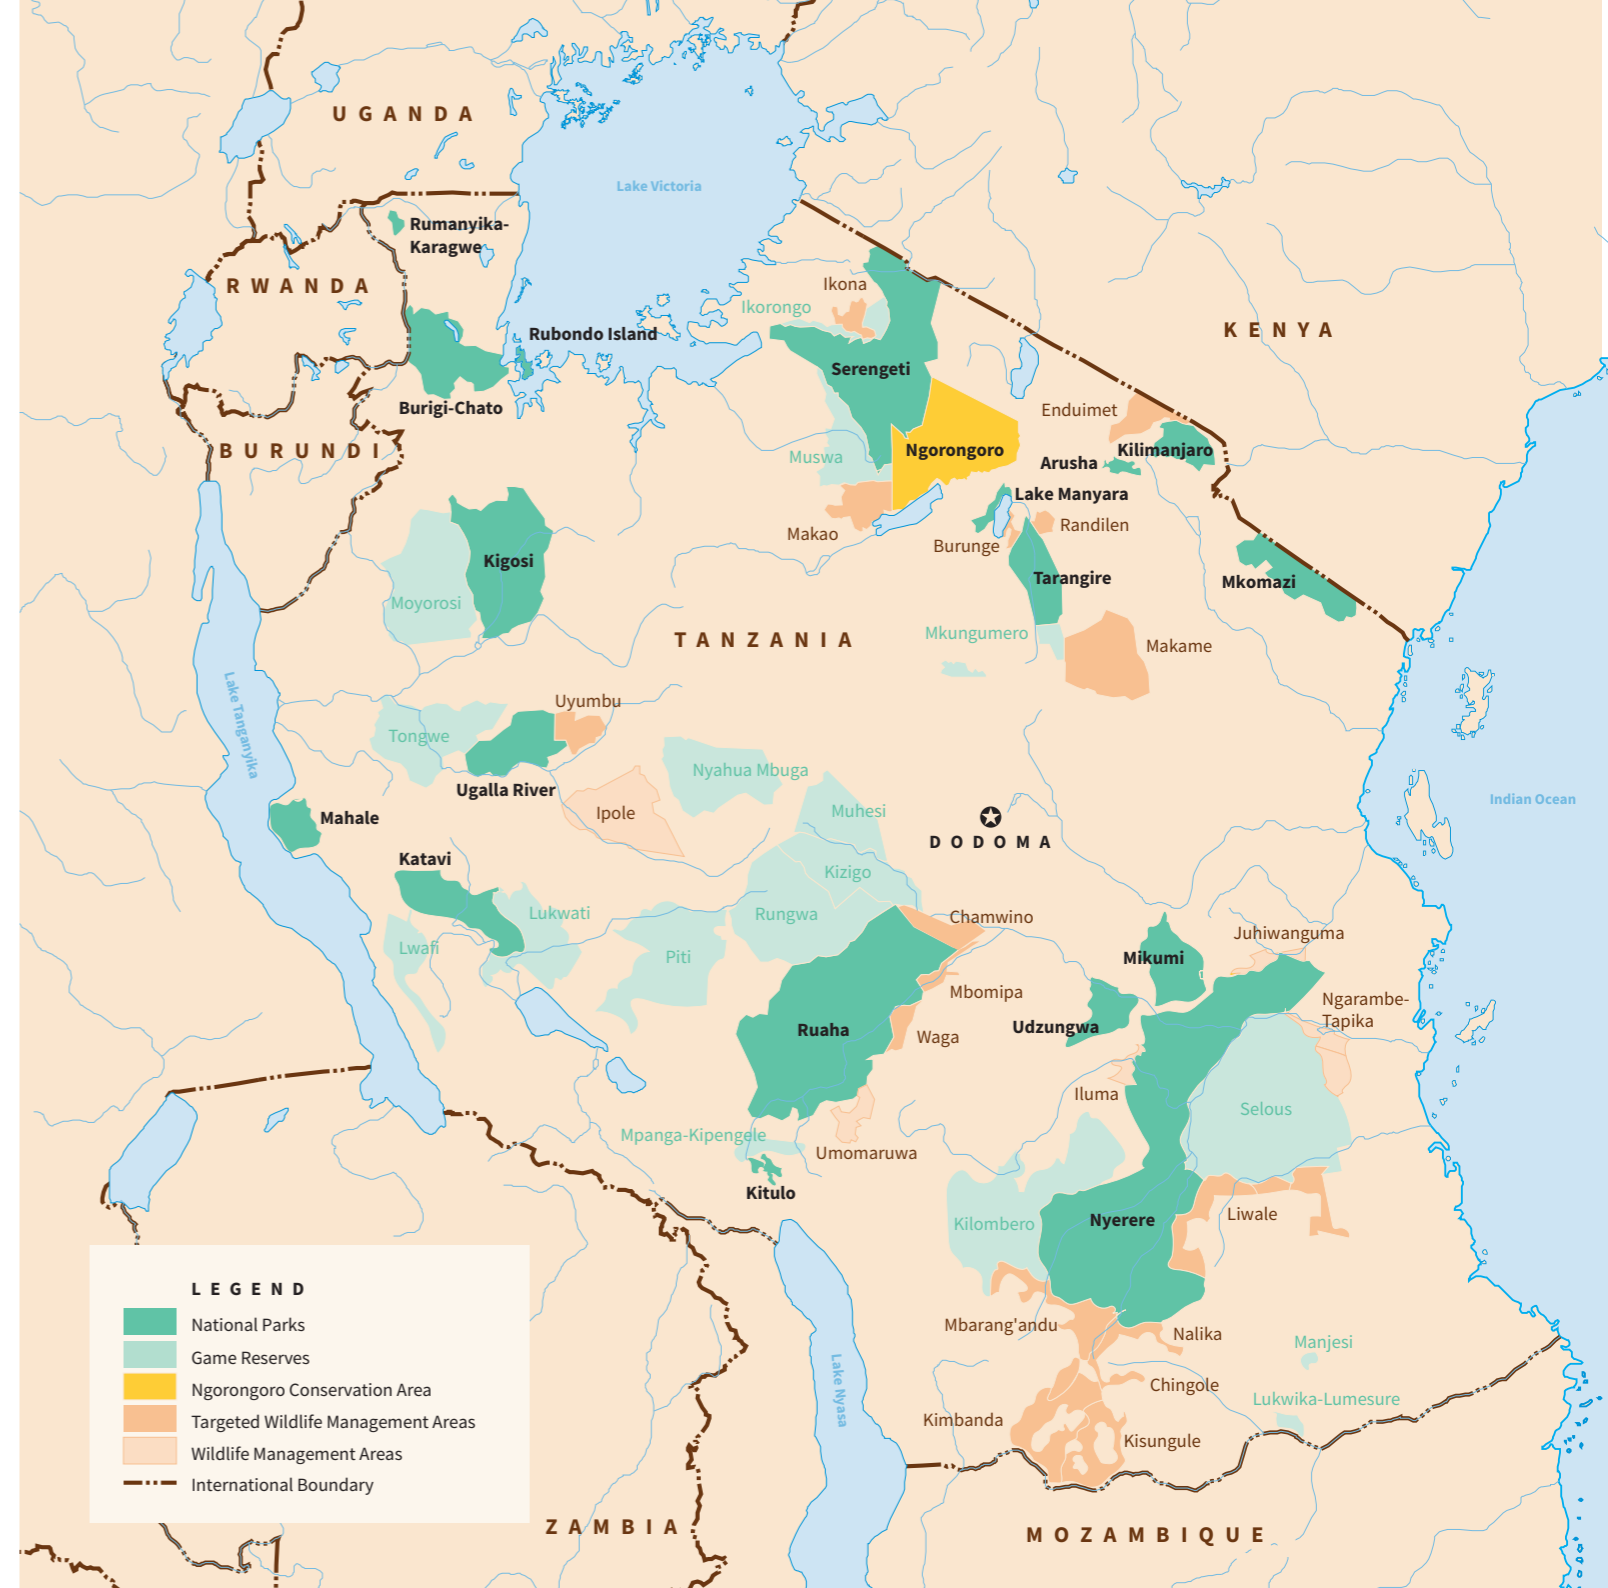 UGANDA
Lake Victoria
Rumanyika-
Karagwe
RWANDA
Ikona
Ikorongo
KENYA
Rubondo Island
Serengeti
Burigi-Chato
Enduimet
BURUNDI
Muswa
Ngorongoro
Kilimanjaro
Arusha
Lake Manyara
Makao
Randilen
Burunge
Kigosi
Tarangire
Mkomazi
Moyorosi
Mkungumero
TANZANIA
Makame
Lake Tanganyika
Uyumbu
Tongwe
Nyahua Mbuga
Ugalla River
Indian Ocean
Mahale
Ipole
Muhesi
DODOMA
Katavi
Kizigo
Lukwati
Rungwa
Chamwino
Lwafi
Piti
Juhiwanguma
Mikumi
Mbomipa
Ngarambe-
Tapika
Ruaha
Udzungwa
Waga
Iluma
Selous
Mpanga-Kipengele
Umomaruwa
Kitulo
Kilombero
Nyerere
Liwale
Mbarang'andu
Nalika
Manjesi
Lake Nyasa
Chingole
Lukwika-Lumesure
Kimbanda
Kisungule
ZAMBIA
MOZAMBIQUE
LEGEND
National Parks
Game Reserves
Ngorongoro Conservation Area
Targeted Wildlife Management Areas
Wildlife Management Areas
International Boundary